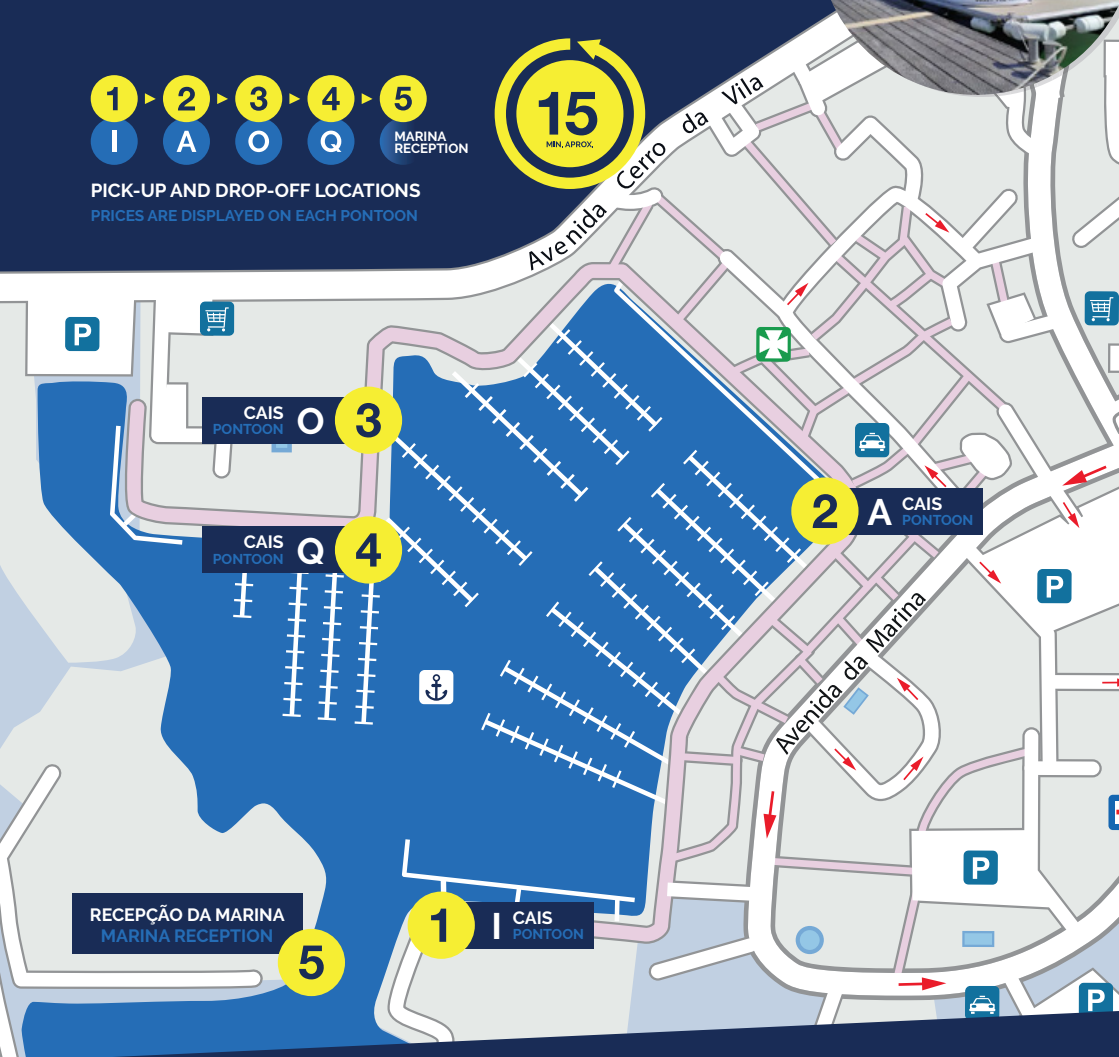 1 2 3 4 5
I A O Q MARINA
RECEPTION
PICK-UP AND DROP-OFF LOCATIONS
PRICES ARE DISPLAYED ON EACH PONTOON
15
MIN. APROX.
Avenida Cerro da Vila
P
CAIS
PONTOON
O
3
CAIS
PONTOON
Q
4
2
A
CAIS
PONTOON
P
Avenida da Marina
P
RECEPÇÃO DA MARINA
MARINA RECEPTION
5
1
I
CAIS
PONTOON
P